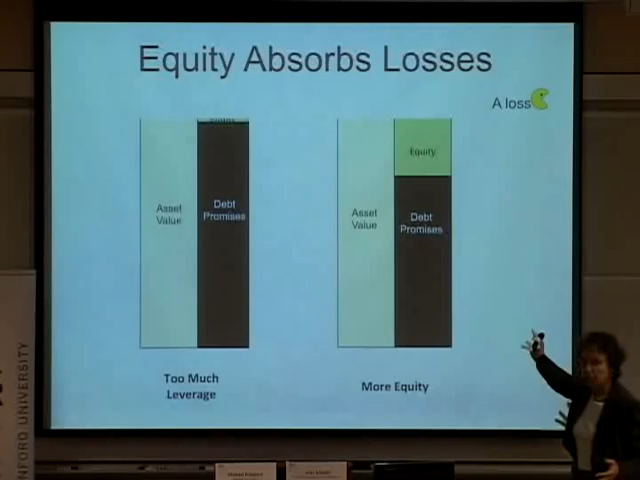 Equity Absorbs Losses
A loss
Equity
Asset
Value
Debt
Promises
Asset
Value
Debt
Promises
Too Much
Leverage
More Equity
NFORD UNIVERSITY